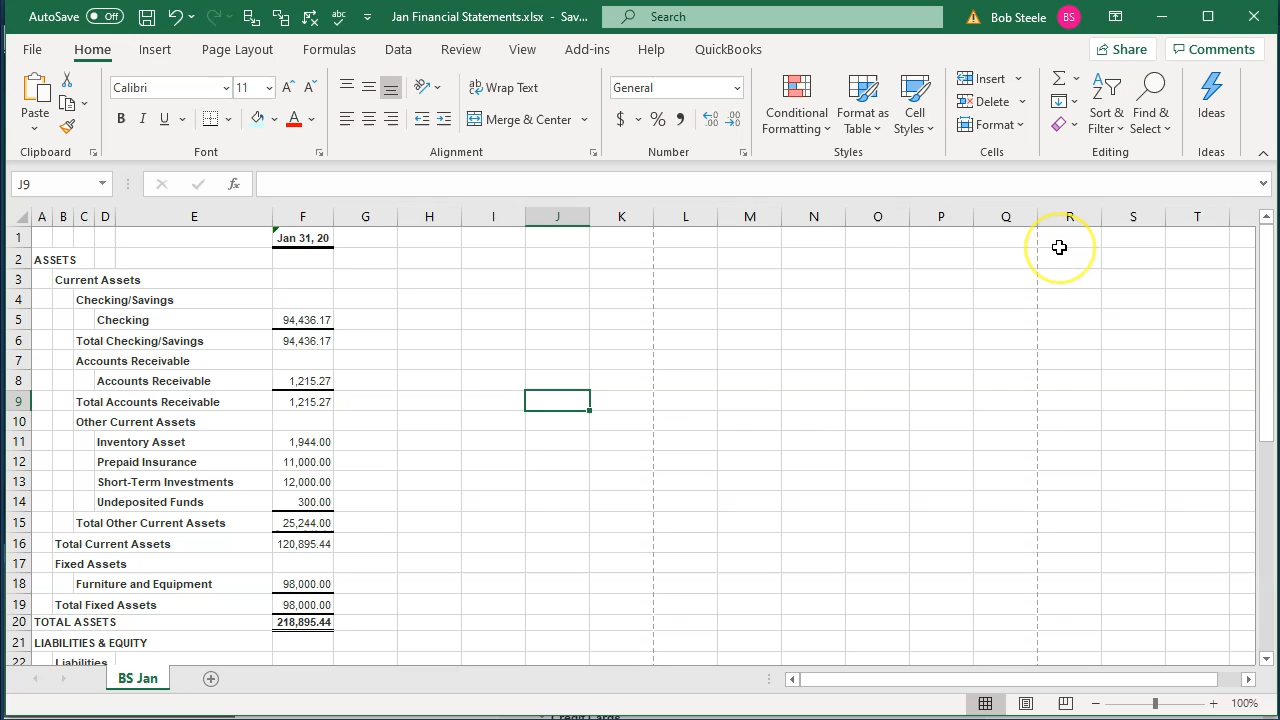 AutoSave Off abc Jan Financial Statements.xlsx - Sav... Search Bob Steele BS
File Home Insert Page Layout Formulas Data Review View Add-ins Help QuickBooks Share Comments
Paste
Calibri 11 A A
B I U A
ab Wrap Text
Merge & Center
General
$ % , .00 .0
Conditional Formatting
Format as Table
Cell Styles
Insert
Delete
Format
Sort & Filter
Find & Select
Ideas
Clipboard Font Alignment Number Styles Cells Editing Ideas
J9 fx
A B C D E F G H I J K L M N O P Q R S T
1 Jan 31, 20
2 ASSETS
3 Current Assets
4 Checking/Savings
5 Checking 94,436.17
6 Total Checking/Savings 94,436.17
7 Accounts Receivable
8 Accounts Receivable 1,215.27
9 Total Accounts Receivable 1,215.27
10 Other Current Assets
11 Inventory Asset 1,944.00
12 Prepaid Insurance 11,000.00
13 Short-Term Investments 12,000.00
14 Undeposited Funds 300.00
15 Total Other Current Assets 25,244.00
16 Total Current Assets 120,895.44
17 Fixed Assets
18 Furniture and Equipment 98,000.00
19 Total Fixed Assets 98,000.00
20 TOTAL ASSETS 218,895.44
21 LIABILITIES & EQUITY
22 Liabilities
BS Jan
100%
Credit Cards